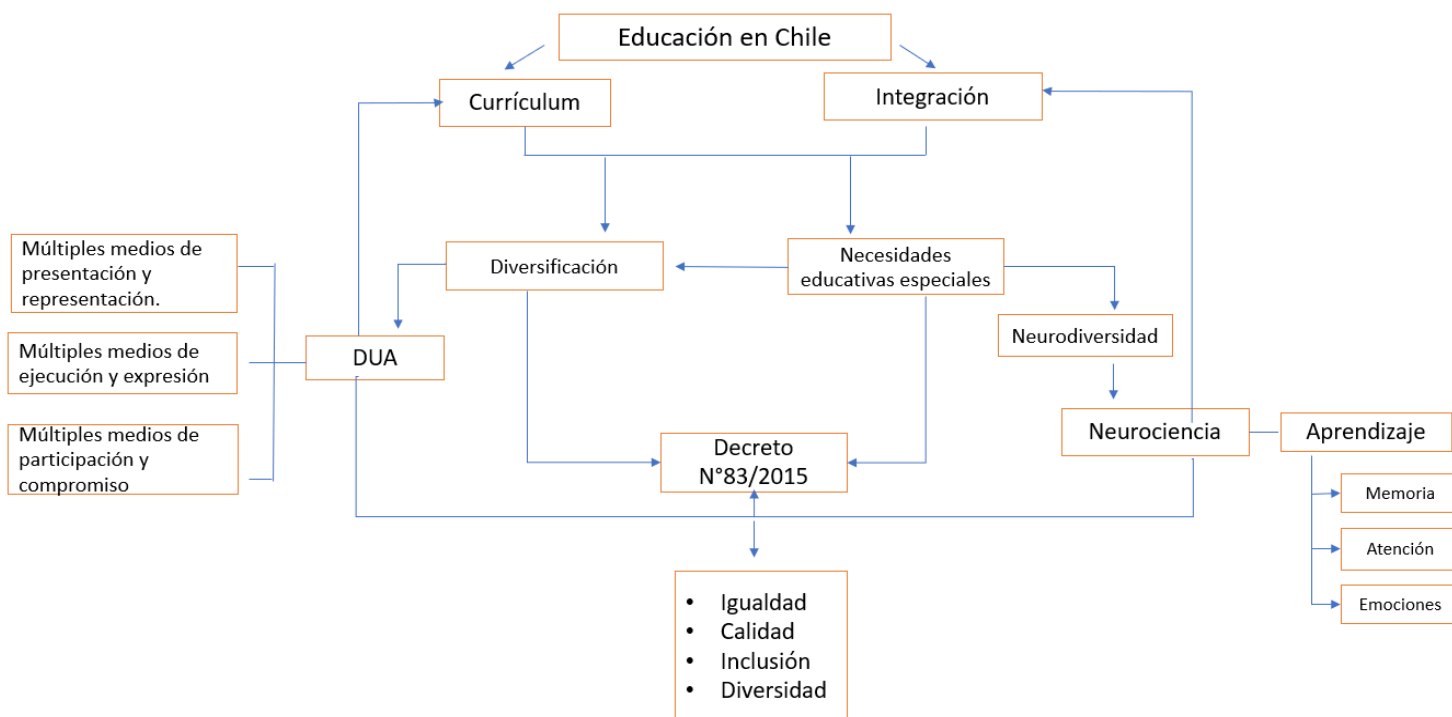 Educación en Chile
Currículum
Integración
Múltiples medios de
presentación y
representación.
Diversificación
Necesidades
educativas especiales
Neurodiversidad
Múltiples medios de
ejecución y expresión
DUA
Neurociencia
Aprendizaje
Múltiples medios de
participación y
compromiso
Decreto
N°83/2015
Memoria
Atención
Emociones
• Igualdad
• Calidad
• Inclusión
• Diversidad